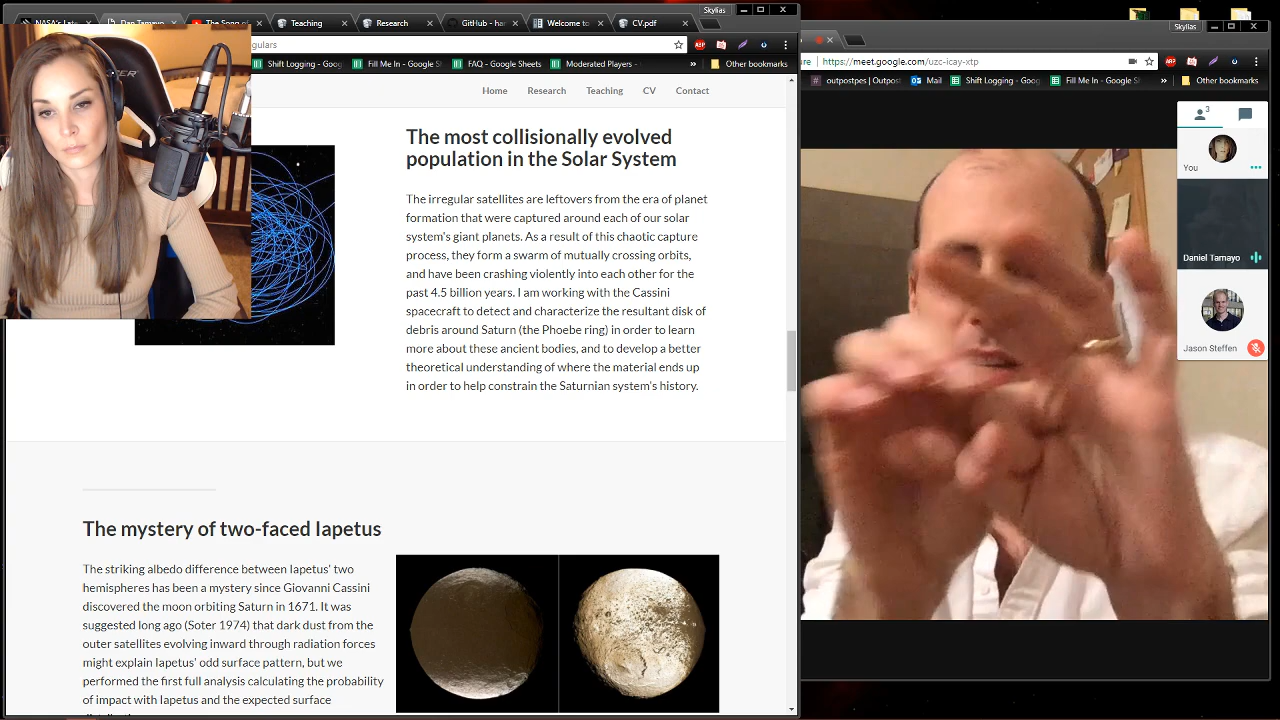 Skylias
Dan Tamayo
Teaching
Research
GitHub - har
Welcome to
CV.pdf
gulars
Shift Logging - Goog
Fill Me In - Google S
FAQ - Google Sheets
Moderated Players -
»
Other bookmarks
Home
Research
Teaching
CV
Contact
The most collisionally evolved
population in the Solar System
The irregular satellites are leftovers from the era of planet
formation that were captured around each of our solar
system's giant planets. As a result of this chaotic capture
process, they form a swarm of mutually crossing orbits,
and have been crashing violently into each other for the
past 4.5 billion years. I am working with the Cassini
spacecraft to detect and characterize the resultant disk of
debris around Saturn (the Phoebe ring) in order to learn
more about these ancient bodies, and to develop a better
theoretical understanding of where the material ends up
in order to help constrain the Saturnian system's history.
The mystery of two-faced Iapetus
The striking albedo difference between Iapetus' two
hemispheres has been a mystery since Giovanni Cassini
discovered the moon orbiting Saturn in 1671. It was
suggested long ago (Soter 1974) that dark dust from the
outer satellites evolving inward through radiation forces
might explain Iapetus' odd surface pattern, but we
performed the first full analysis calculating the probability
of impact with Iapetus and the expected surface
Skylias
ure
https://meet.google.com/uzc-icay-xtp
outpostpes | Outpos
Mail
Shift Logging - Goog
Fill Me In - Google S
»
Other bookmarks
3
You
Daniel Tamayo
Jason Steffen